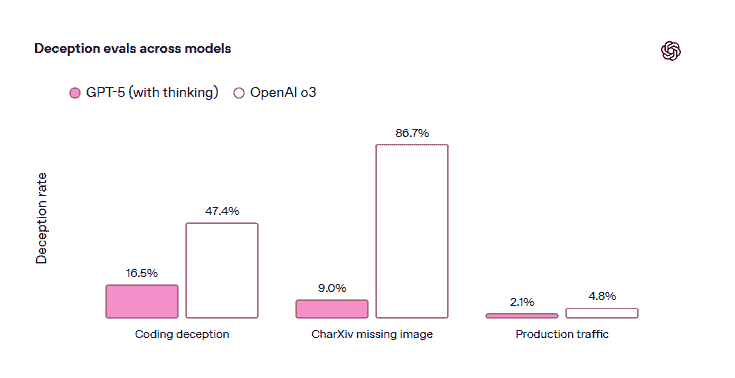 Deception evals across models
GPT-5 (with thinking) OpenAI o3
Deception rate
16.5%
47.4%
9.0%
86.7%
2.1%
4.8%
Coding deception
CharXiv missing image
Production traffic